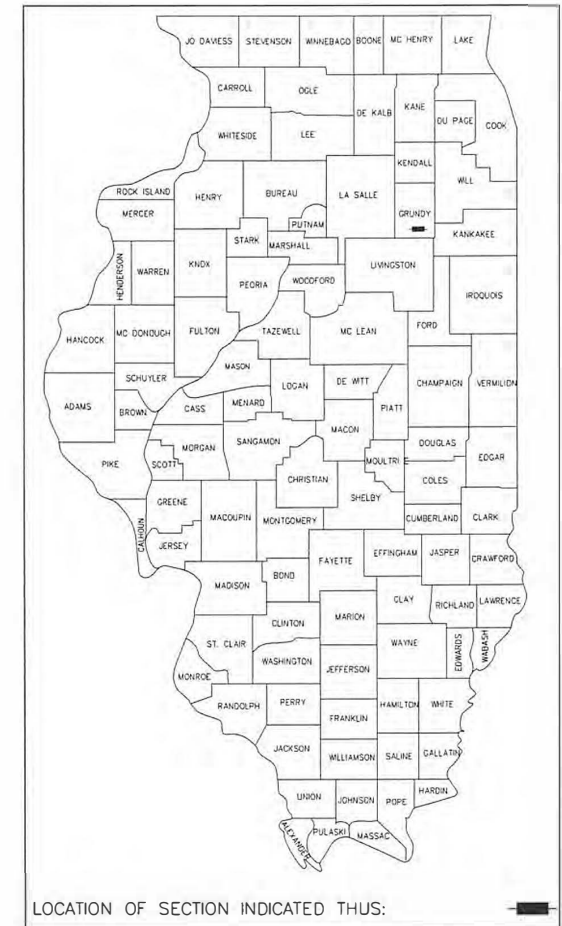 JO DAVIESS STEVENSON WINNEBAGO BOONE MC HENRY LAKE
CARROLL OGLE
DE KALB KANE DU PAGE COOK
WHITESIDE LEE
KENDALL WILL
ROCK ISLAND HENRY BUREAU LA SALLE
MERCER PUTNAM GRUNDY
STARK MARSHALL KANKAKEE
HENDERSON WARREN KNOX PEORIA WOODFORD LIVINGSTON IROQUOIS
HANCOCK MC DONOUGH FULTON TAZEWELL MC LEAN FORD
MASON
SCHUYLER LOGAN DE WITT CHAMPAIGN VERMILION
ADAMS BROWN CASS MENARD PIATT
MACON
PIKE SCOTT MORGAN SANGAMON DOUGLAS EDGAR
MOULTRIE
CHRISTIAN COLES
GREENE SHELBY
CALHOUN MACOUPIN MONTGOMERY CUMBERLAND CLARK
JERSEY FAYETTE EFFINGHAM JASPER CRAWFORD
MADISON BOND
CLAY RICHLAND LAWRENCE
CLINTON MARION
ST. CLAIR WAYNE EDWARDS WABASH
WASHINGTON JEFFERSON
MONROE
RANDOLPH PERRY HAMILTON WHITE
FRANKLIN
JACKSON WILLIAMSON SALINE GALLATIN
UNION JOHNSON POPE HARDIN
ALEXANDER PULASKI MASSAC
LOCATION OF SECTION INDICATED THUS: